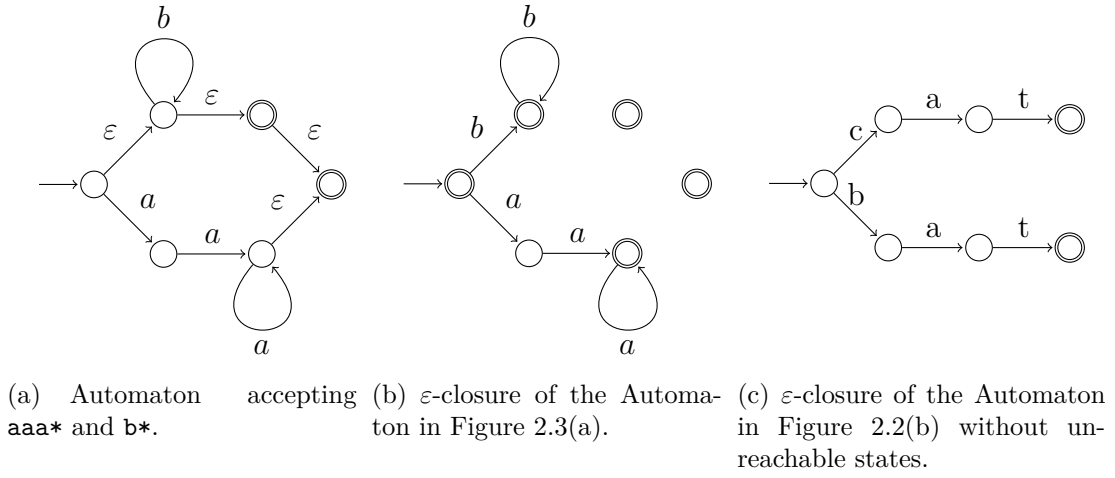 b
ε
ε
ε
a
a
ε
a
b
b
a
a
a
c
a
t
b
a
t
(a) Automaton accepting
aaa* and b*.
(b) ε-closure of the Automa-
ton in Figure 2.3(a).
(c) ε-closure of the Automaton
in Figure 2.2(b) without un-
reachable states.